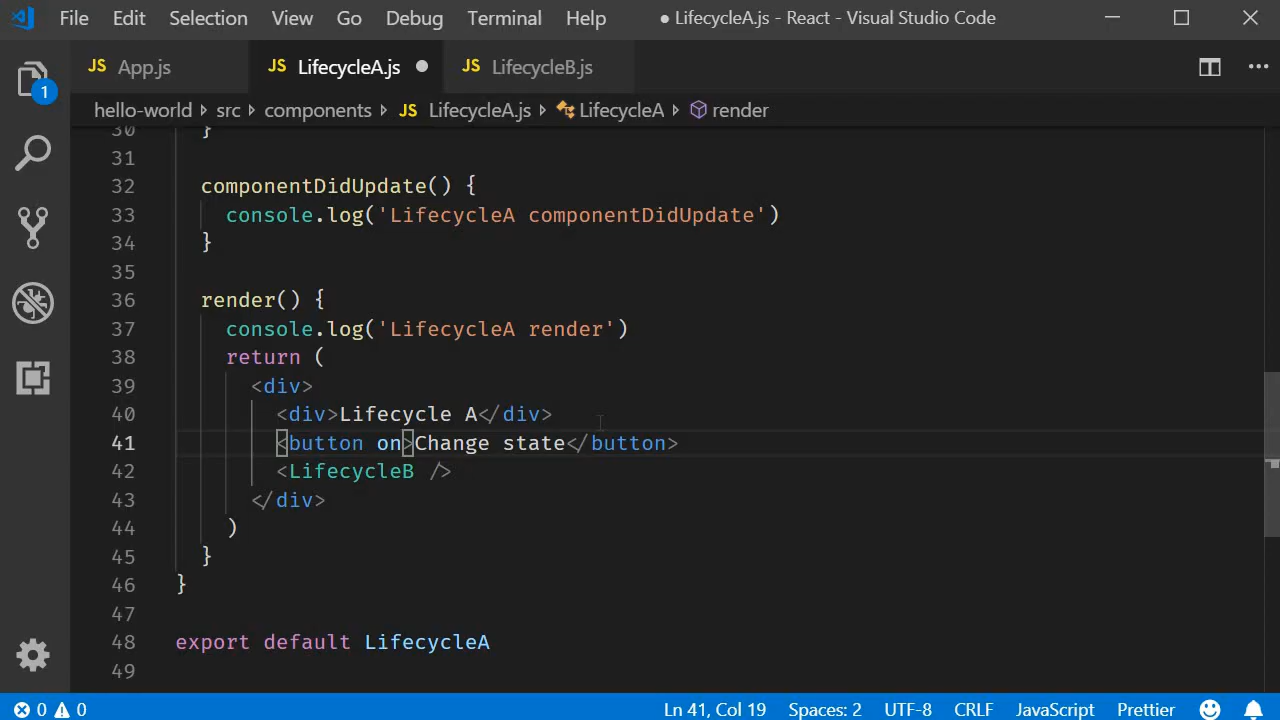 File Edit Selection View Go Debug Terminal Help ● LifecycleA.js - React - Visual Studio Code
JS App.js JS LifecycleA.js ● JS LifecycleB.js
1
hello-world > src > components > JS LifecycleA.js > LifecycleA > render
30 }
31
32 componentDidUpdate() {
33 console.log('LifecycleA componentDidUpdate')
34 }
35
36 render() {
37 console.log('LifecycleA render')
38 return (
39 <div>
40 <div>Lifecycle A</div>
41 <button on>Change state</button>
42 <LifecycleB />
43 </div>
44 )
45 }
46 }
47
48 export default LifecycleA
49
0 0 Ln 41, Col 19 Spaces: 2 UTF-8 CRLF JavaScript Prettier